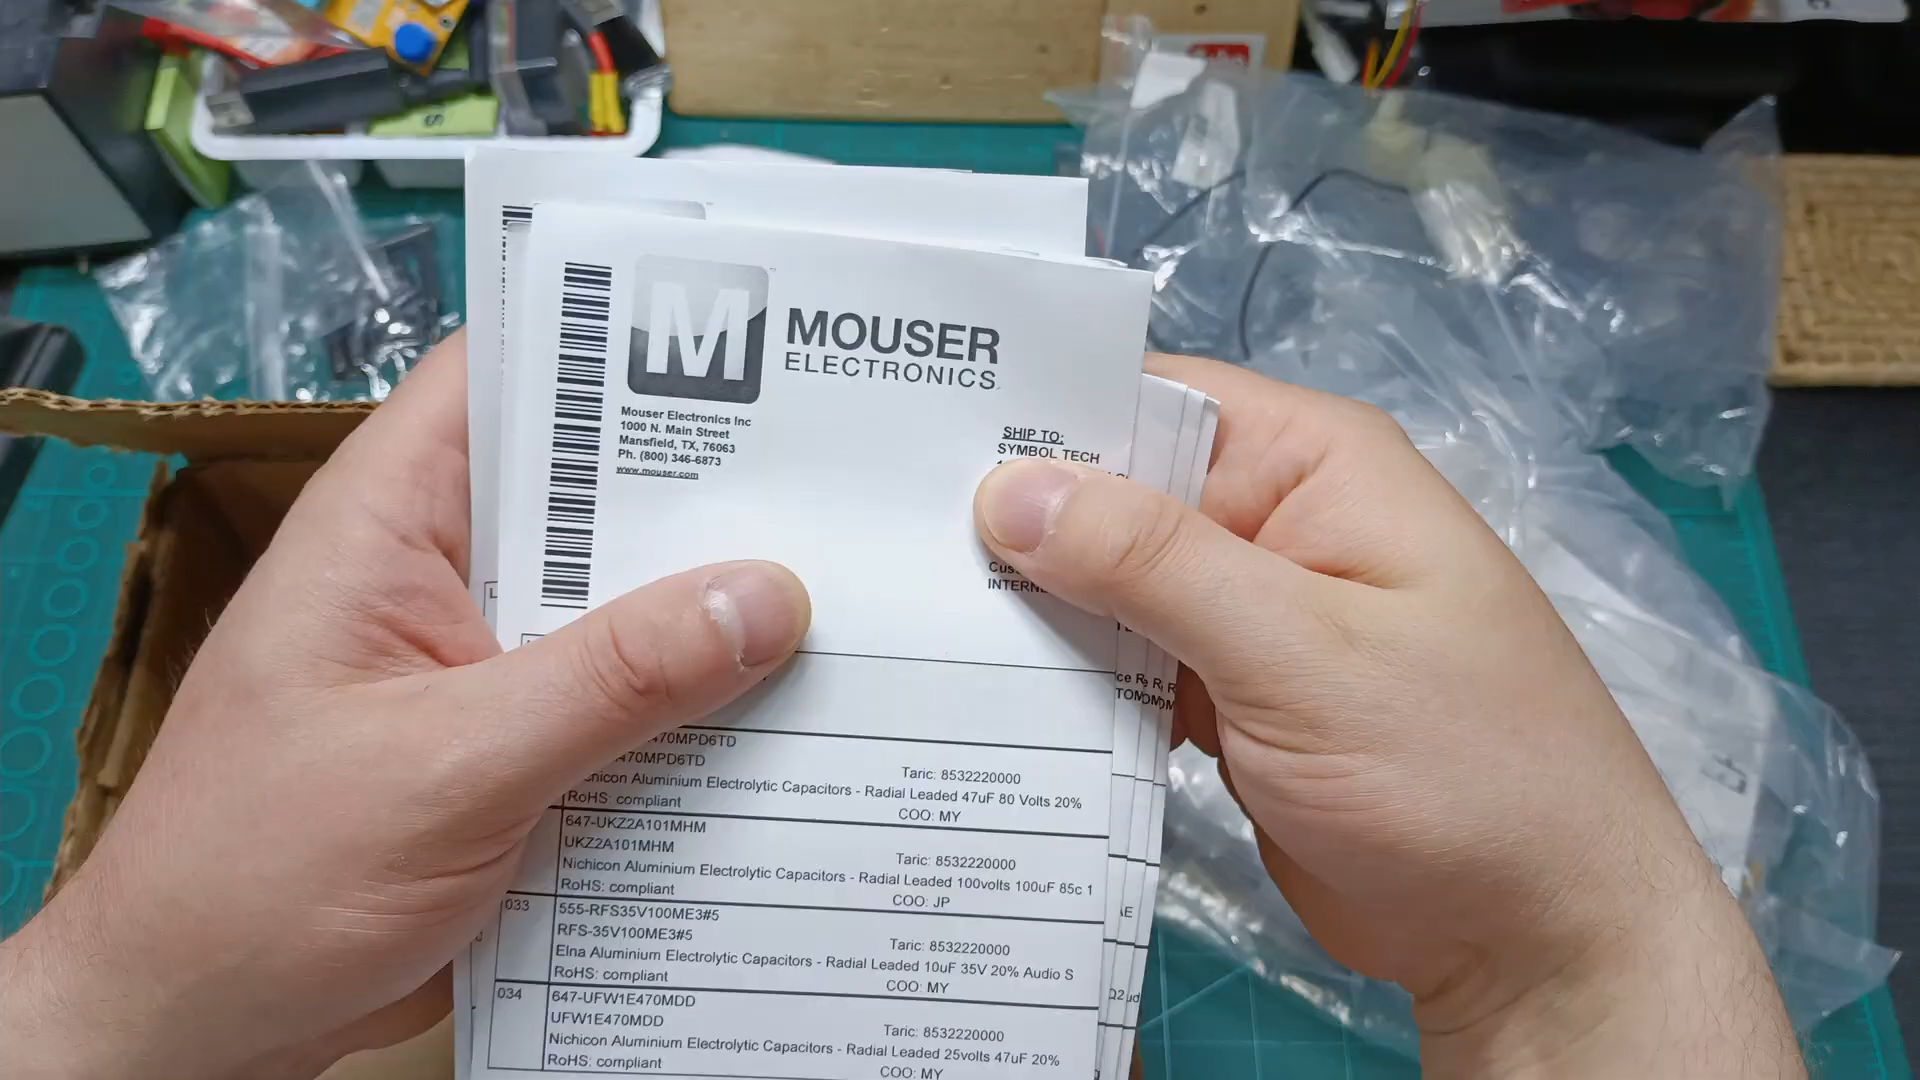 M
MOUSER
ELECTRONICS
Mouser Electronics Inc
1000 N. Main Street
Mansfield, TX, 76063
Ph. (800) 346-6873
www.mouser.com
SHIP TO:
SYMBOL TECH
470MPD6TD
470MPD6TD
Taric: 8532220000
Aluminium Electrolytic Capacitors - Radial Leaded 47uF 80 Volts 20%
RoHS: compliant
COO: MY
647-UKZ2A101MHM
UKZ2A101MHM
Taric: 8532220000
Nichicon Aluminium Electrolytic Capacitors - Radial Leaded 100volts 100uF 85c 1
RoHS: compliant
COO: JP
033
555-RFS35V100ME3#5
RFS-35V100ME3#5
Taric: 8532220000
Elna Aluminium Electrolytic Capacitors - Radial Leaded 10uF 35V 20% Audio S
RoHS: compliant
COO: MY
034
647-UFW1E470MDD
UFW1E470MDD
Taric: 8532220000
Nichicon Aluminium Electrolytic Capacitors - Radial Leaded 25volts 47uF 20%
RoHS: compliant
COO: MY